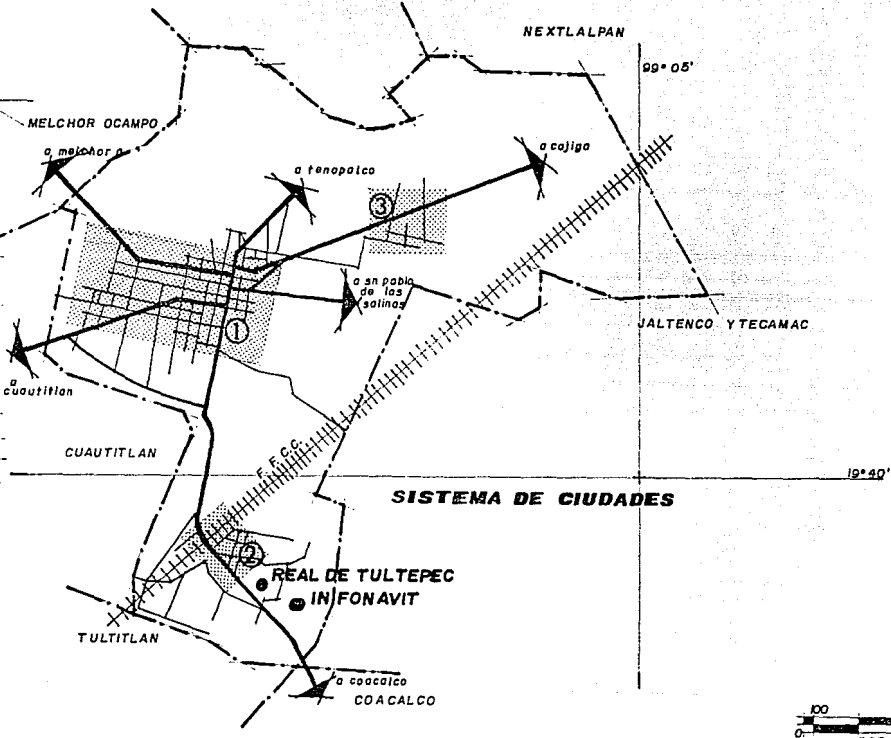 NEXTLALPAN
99° 05'
MELCHOR OCAMPO
a melchor o
a tenopalco
a cajiga
③
a sn pablo
de las
salinas
①
JALTENCO Y TECAMAC
a
cuautitlan
CUAUTITLAN
F.F.C.C.
19° 40'
SISTEMA DE CIUDADES
②
REAL DE TULTEPEC
INFONAVIT
TULTITLAN
a coacalco
COACALCO
100
0